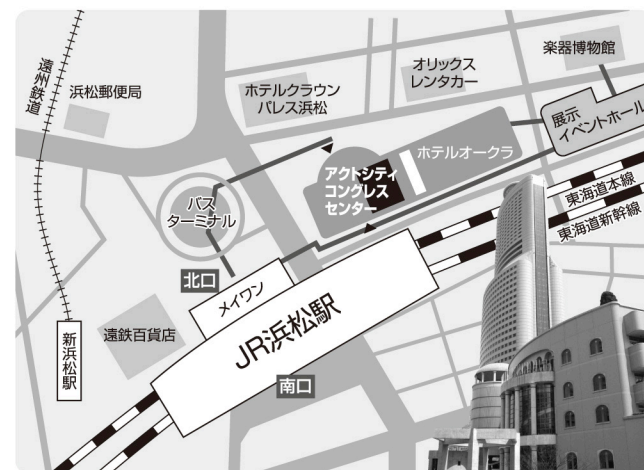 遠州鉄道
浜松郵便局
ホテルクラウン
パレス浜松
オリックス
レンタカー
楽器博物館
展示
イベントホール
ホテルオークラ
アクトシティ
コングレス
センター
バス
ターミナル
東海道本線
東海道新幹線
北口
メイワン
JR浜松駅
遠鉄百貨店
新浜松駅
南口